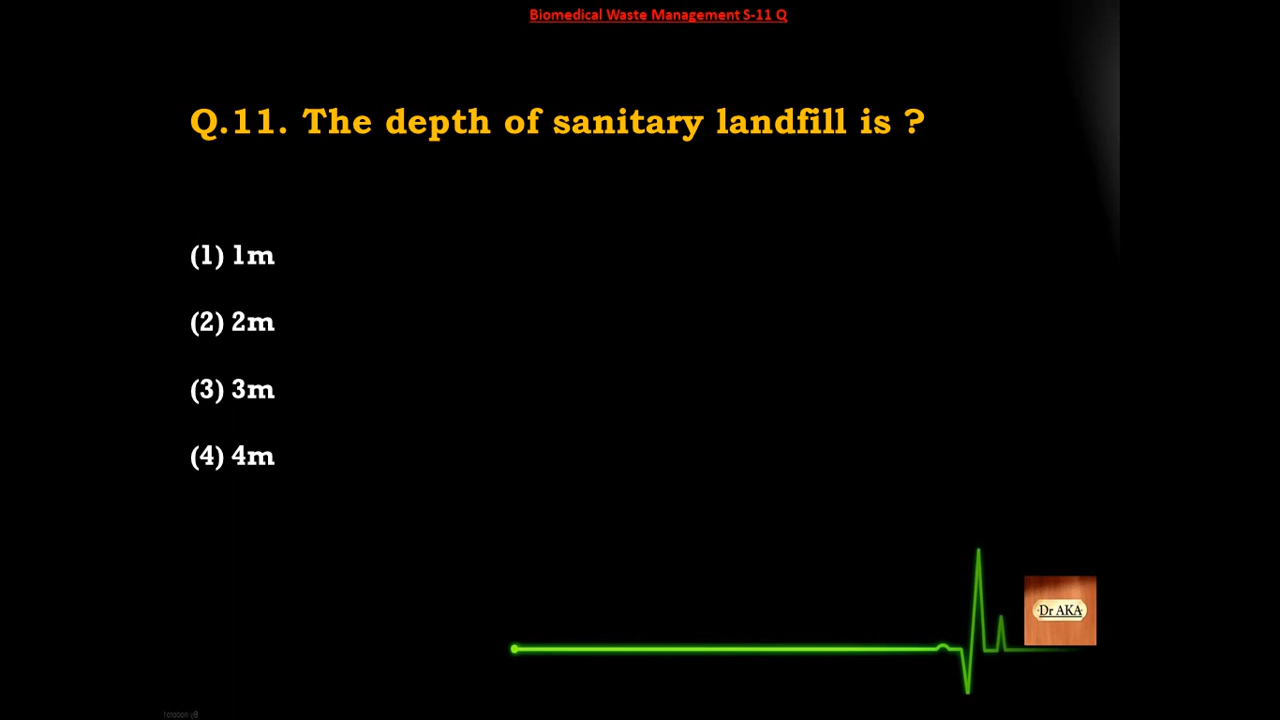 Biomedical Waste Management S-11 Q
Q.11. The depth of sanitary landfill is ?
(1) 1m
(2) 2m
(3) 3m
(4) 4m
Dr AKA